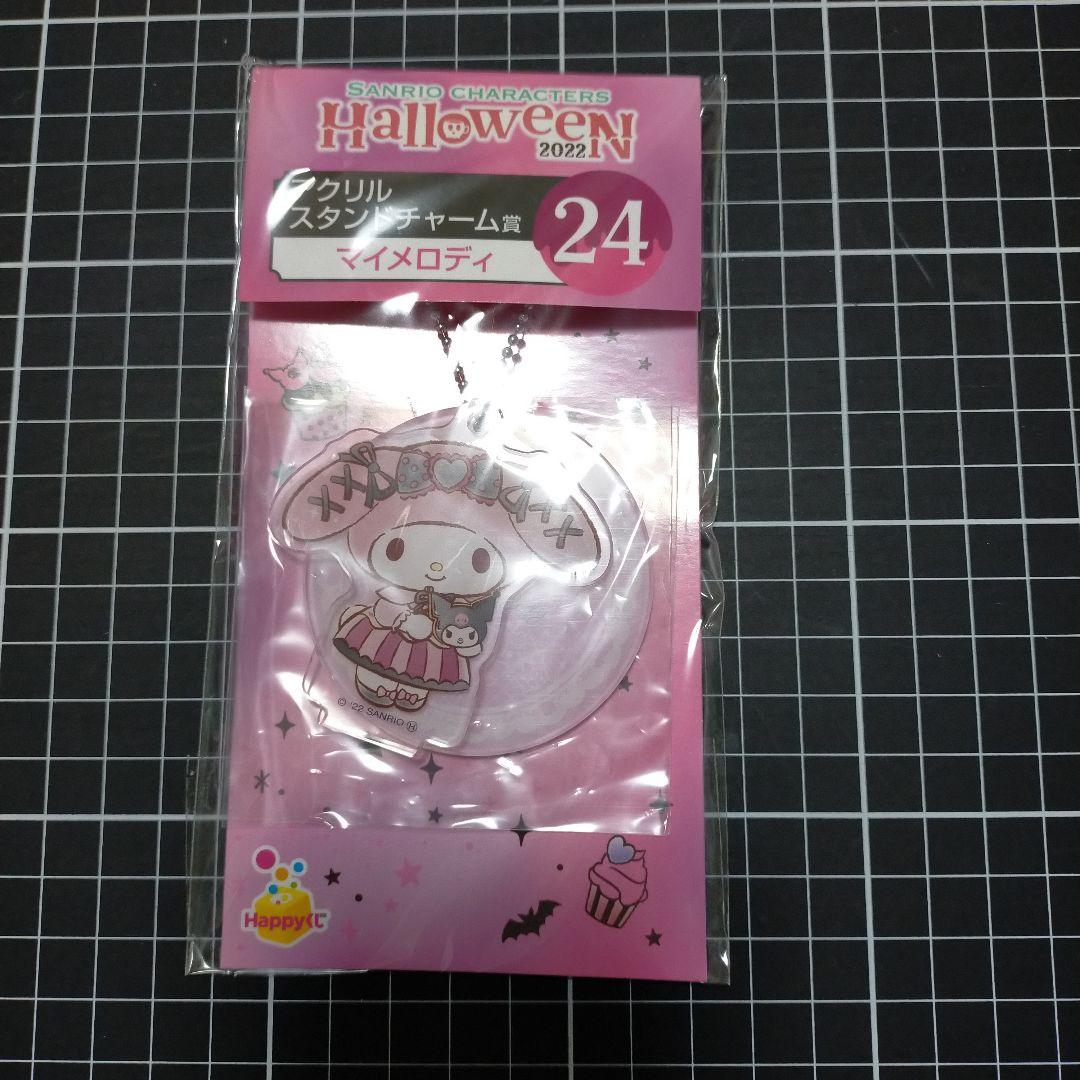 SANRIO CHARACTERS
HalloweeN
2022
アクリル
スタンドチャーム賞
マイメロディ
24
© '22 SANRIO Ⓗ
Happyくじ